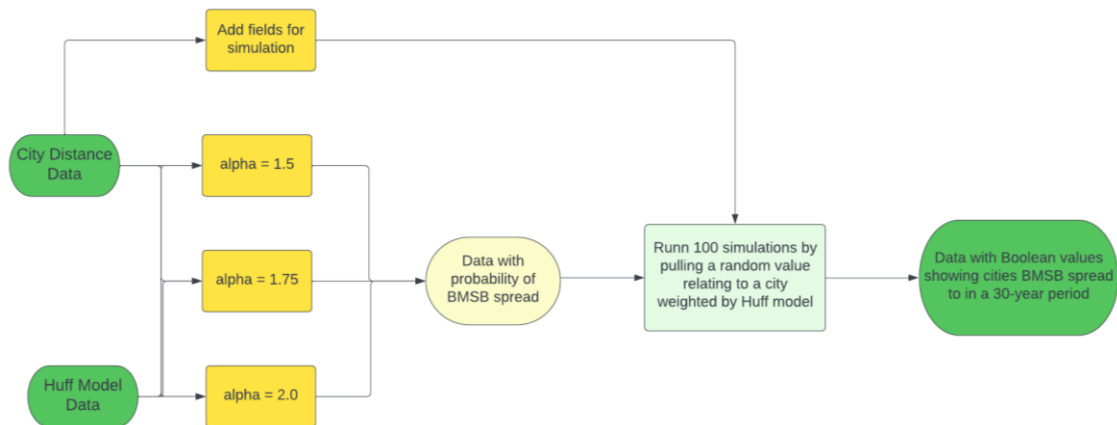 Add fields for
simulation
City Distance
Data
alpha = 1.5
alpha = 1.75
Data with
probability of
BMSB spread
Runn 100 simulations by
pulling a random value
relating to a city
weighted by Huff model
Data with Boolean values
showing cities BMSB spread
to in a 30-year period
Huff Model
Data
alpha = 2.0